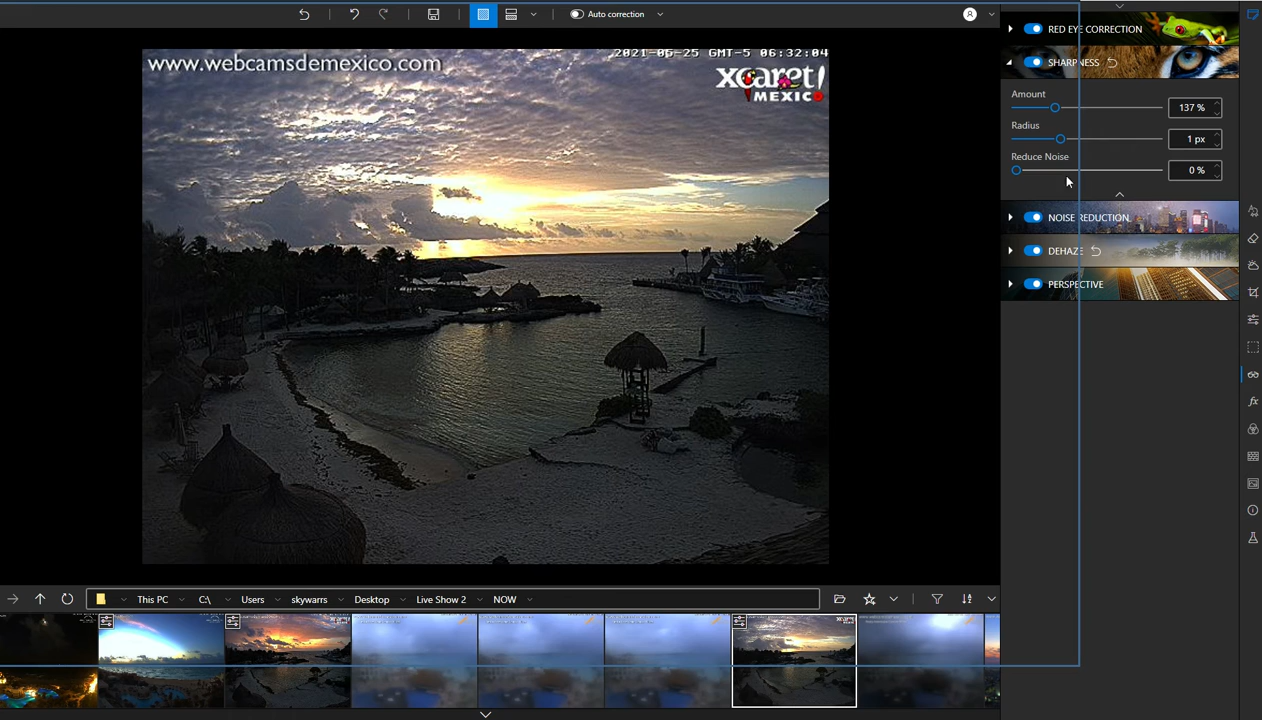 Auto correction
RED EYE CORRECTION
SHARPNESS
Amount
137 %
Radius
1 px
Reduce Noise
0 %
NOISE REDUCTION
DEHAZE
PERSPECTIVE
www.webcamsdemexico.com
2021-06-25 GMT-5 06:32:04
xcaret!
MEXICO
This PC
C:\
Users
skywarrs
Desktop
Live Show 2
NOW